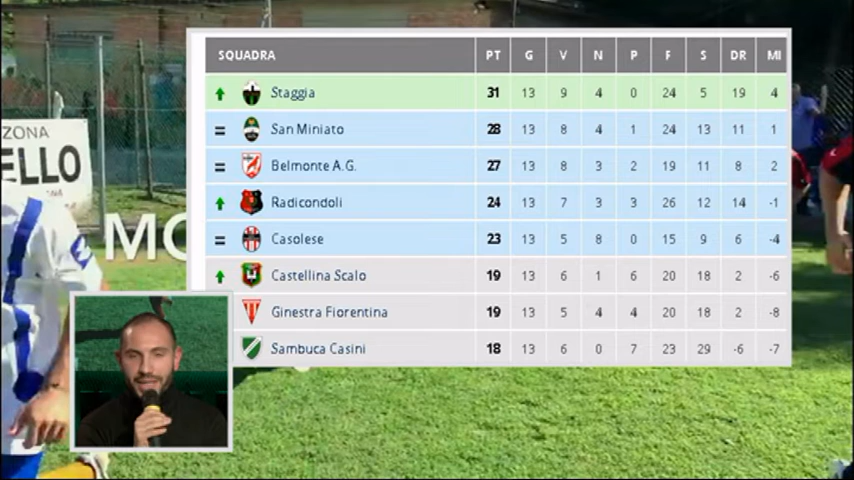 SQUADRA PT G V N P F S DR MI
Staggia 31 13 9 4 0 24 5 19 4
San Miniato 28 13 8 4 1 24 13 11 1
Belmonte A.G. 27 13 8 3 2 19 11 8 2
Radicondoli 24 13 7 3 3 26 12 14 -1
Casolese 23 13 5 8 0 15 9 6 -4
Castellina Scalo 19 13 6 1 6 20 18 2 -6
Ginestra Fiorentina 19 13 5 4 4 20 18 2 -8
Sambuca Casini 18 13 6 0 7 23 29 -6 -7
ZONA
ELLO
MO